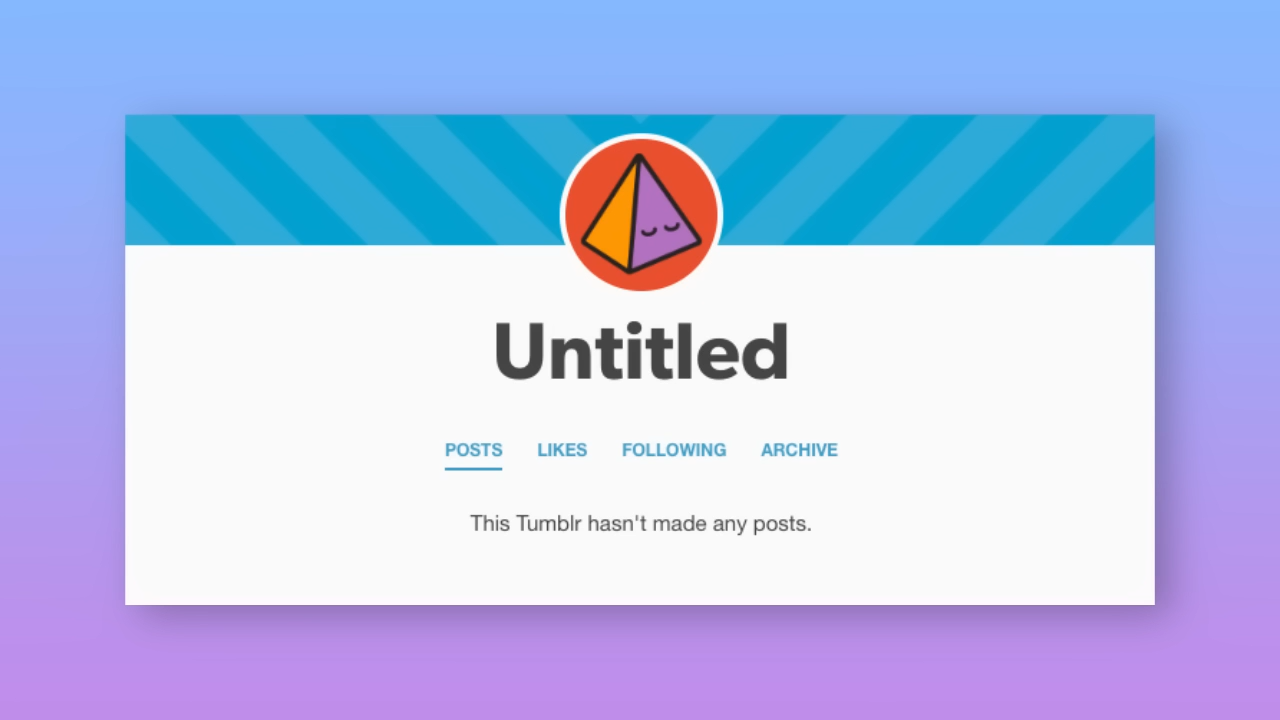 Untitled
POSTS LIKES FOLLOWING ARCHIVE
This Tumblr hasn't made any posts.